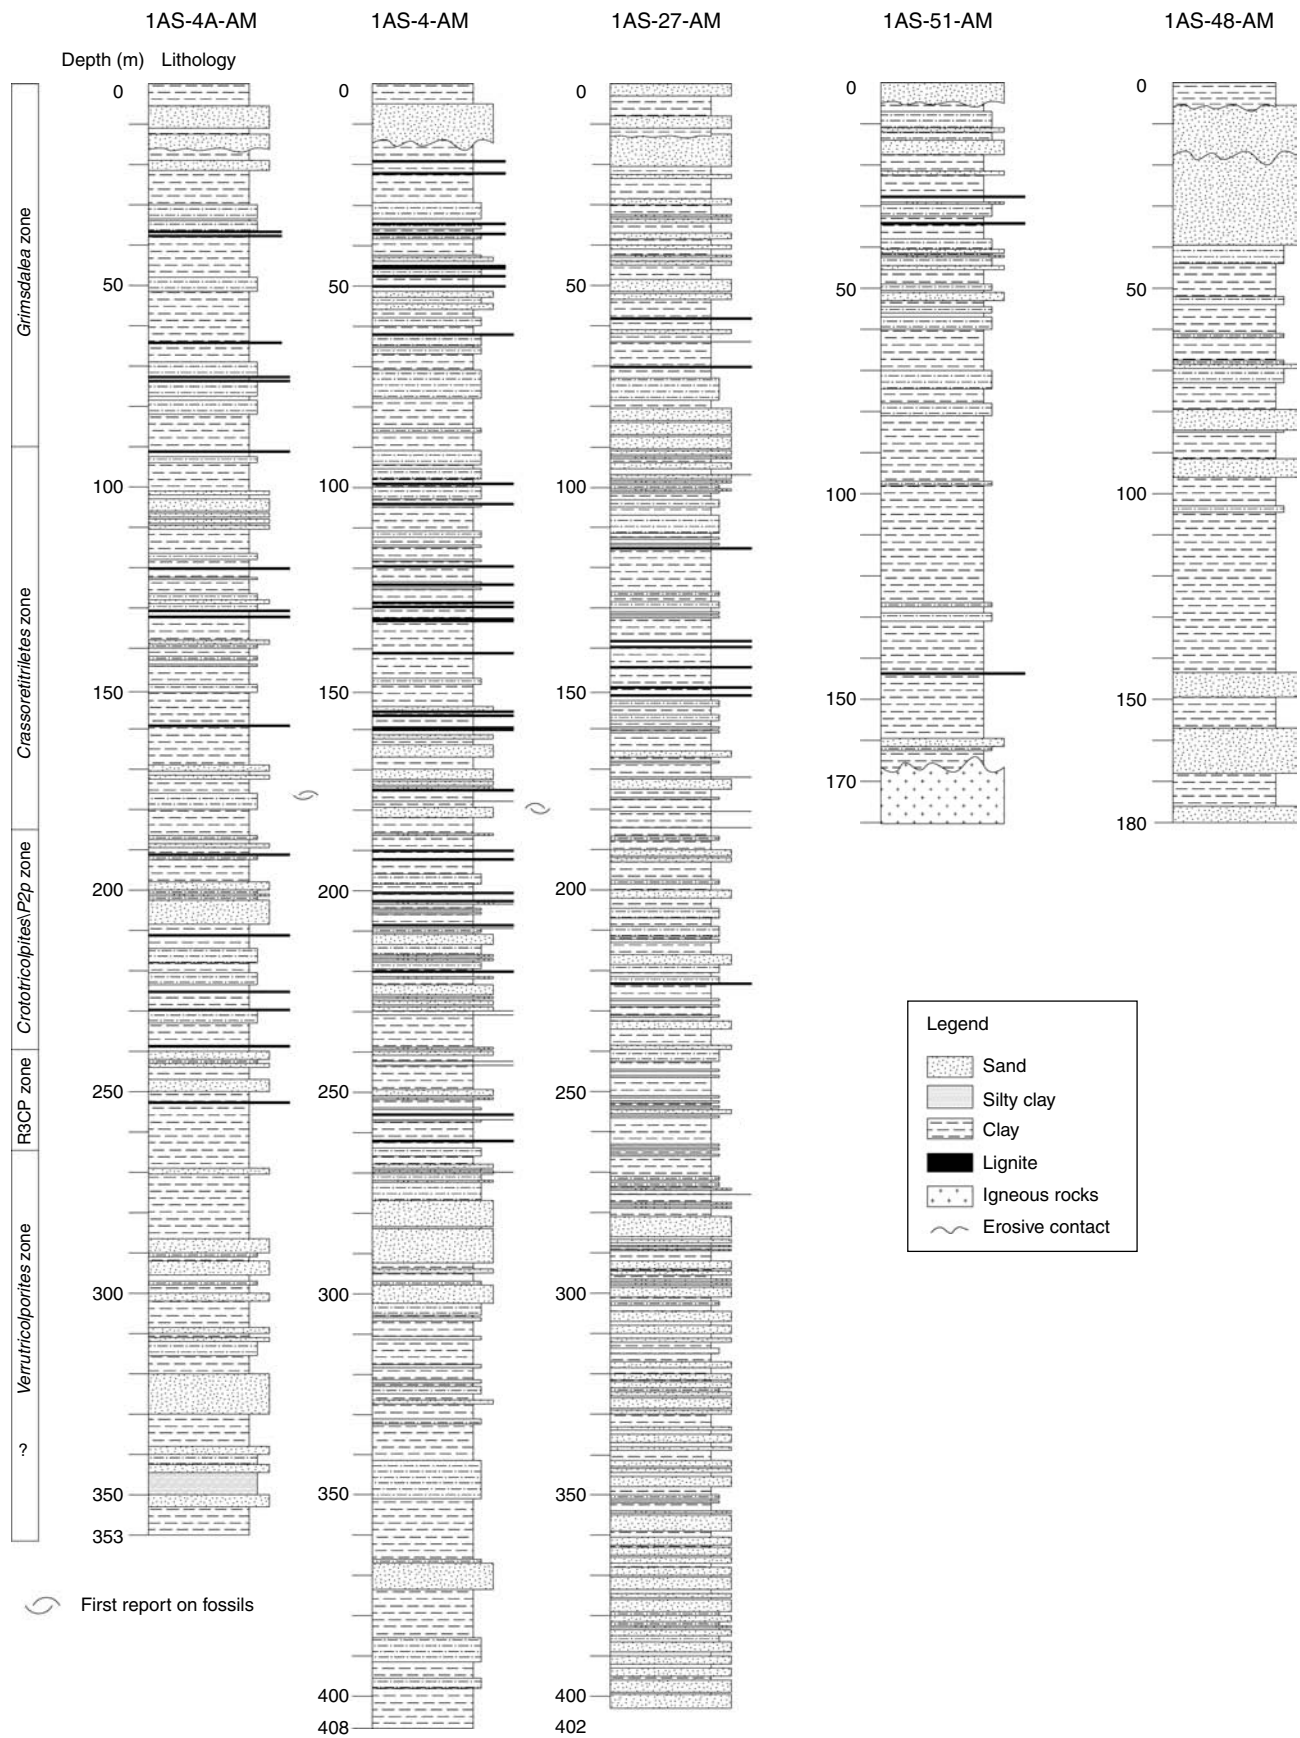 1AS-4A-AM
1AS-4-AM
1AS-27-AM
1AS-51-AM
1AS-48-AM
Depth (m) Lithology
0
50
100
150
200
250
300
350
353
0
50
100
150
200
250
300
350
400
408
0
50
100
150
200
250
300
350
400
402
0
50
100
150
170
180
0
50
100
150
180
Grimsdalea zone
Crassoretitriletes zone
Crototricolpites\P2p zone
R3CP zone
Verrutricolporites zone
?
Legend
Sand
Silty clay
Clay
Lignite
Igneous rocks
Erosive contact
First report on fossils